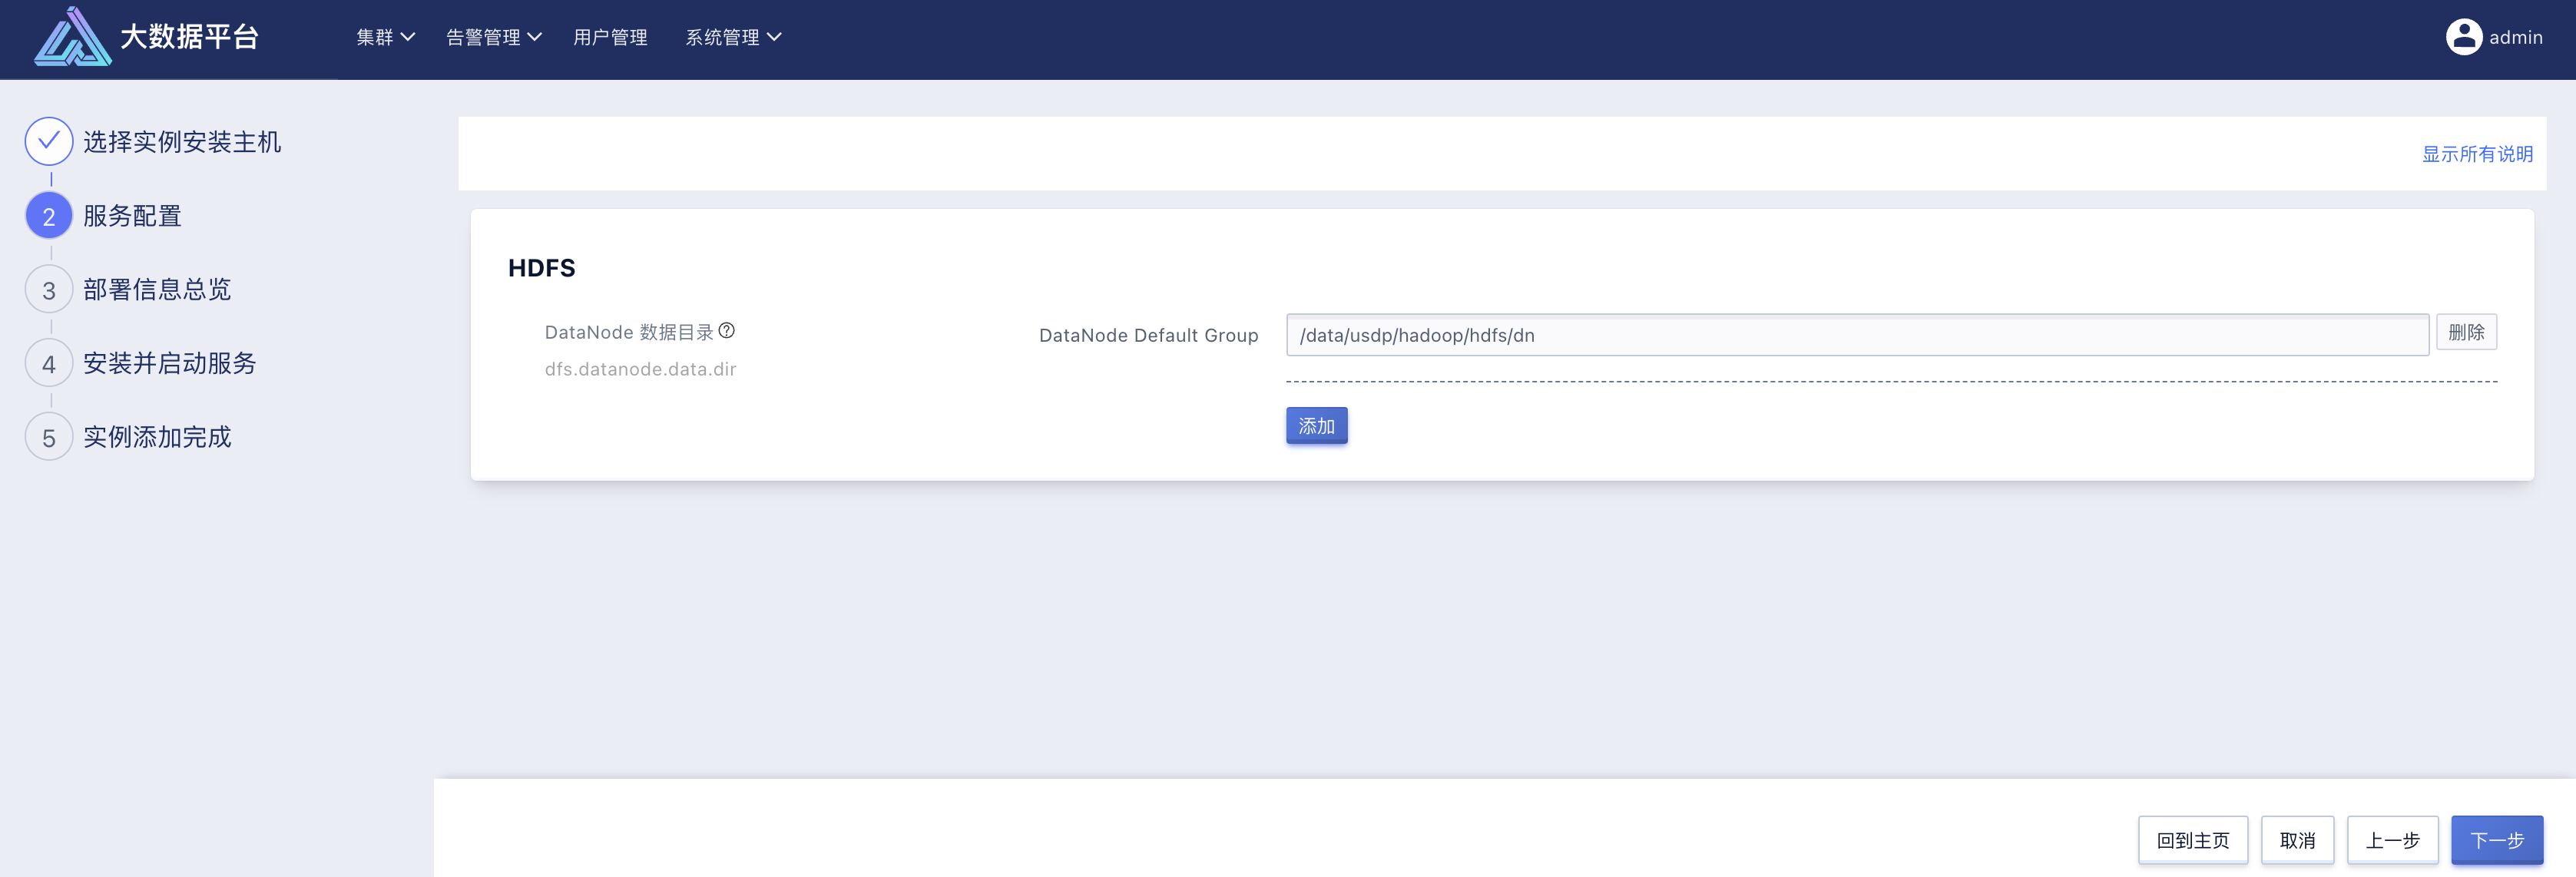 大数据平台
集群 告警管理 用户管理 系统管理 admin
选择实例安装主机
2 服务配置
3 部署信息总览
4 安装并启动服务
5 实例添加完成
显示所有说明
HDFS
DataNode 数据目录 ?
dfs.datanode.data.dir
DataNode Default Group /data/usdp/hadoop/hdfs/dn 删除
添加
回到主页 取消 上一步 下一步